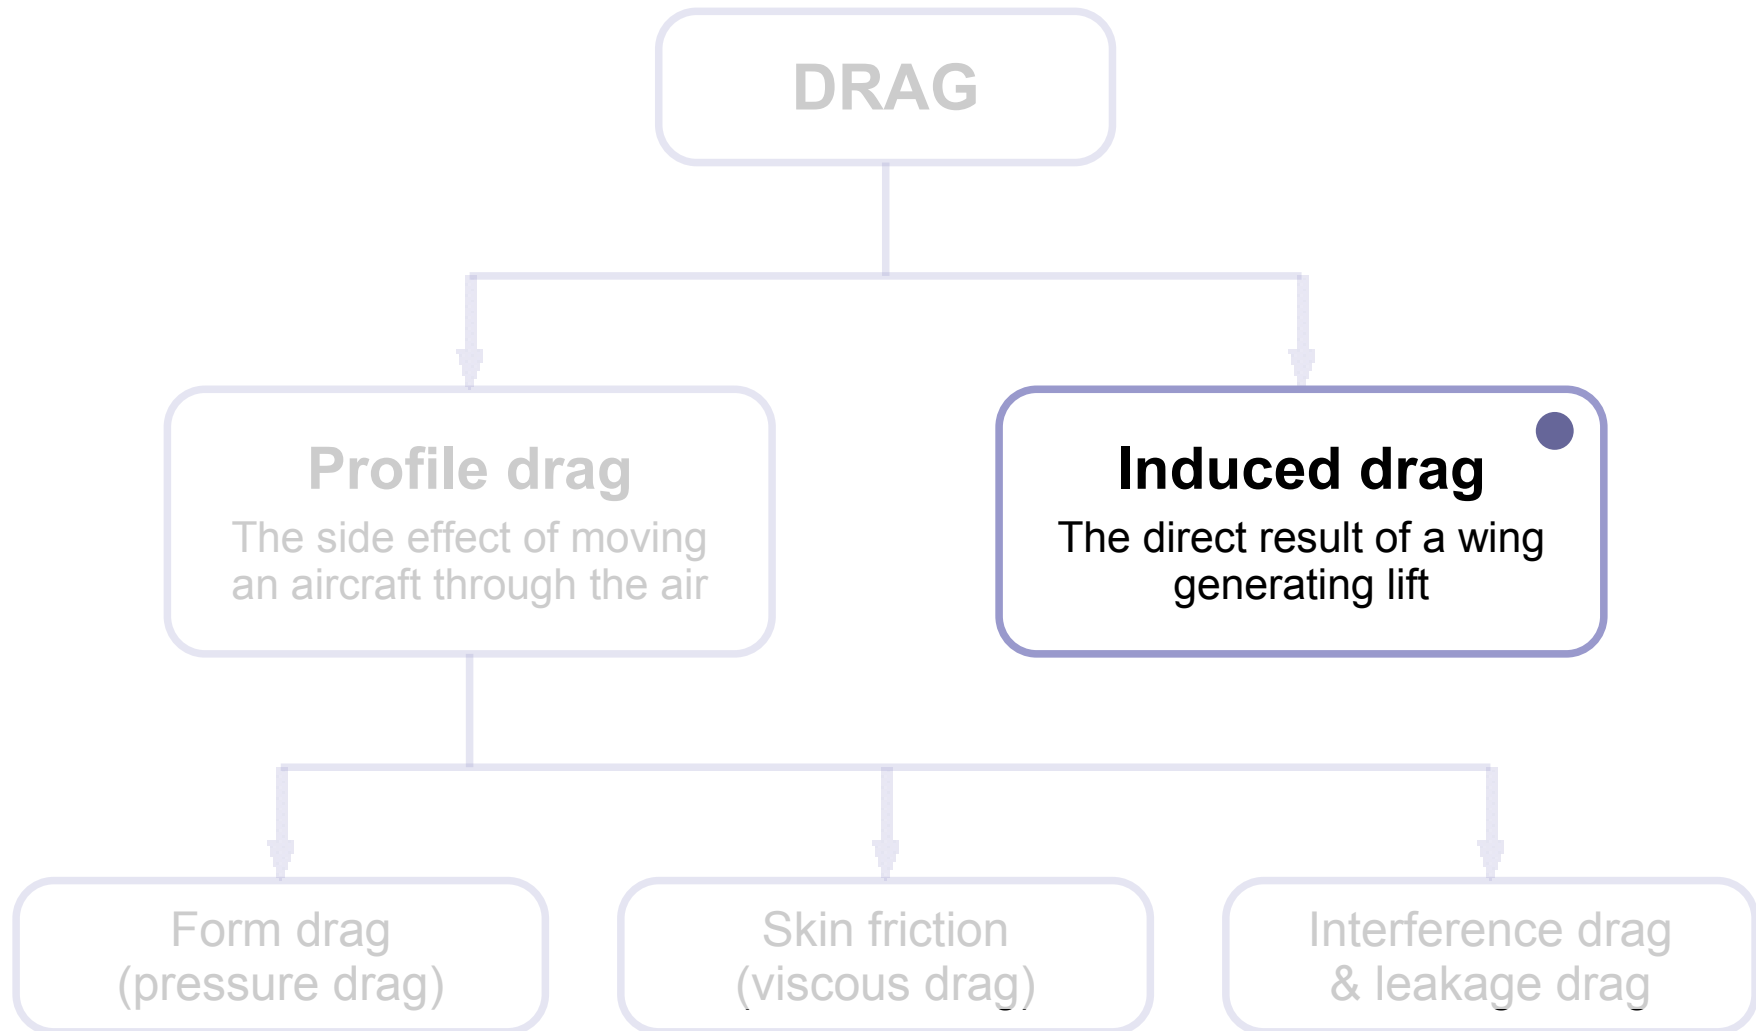 DRAG
Profile drag
The side effect of moving
an aircraft through the air
Induced drag
The direct result of a wing
generating lift
Form drag
(pressure drag)
Skin friction
(viscous drag)
Interference drag
& leakage drag